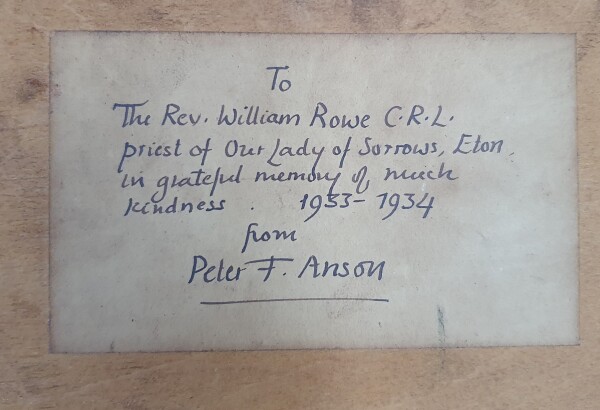 To
The Rev. William Rowe C.R.L.
priest of Our Lady of Sorrows, Eton.
in grateful memory of much
kindness . 1933-1934
from
Peter F. Anson